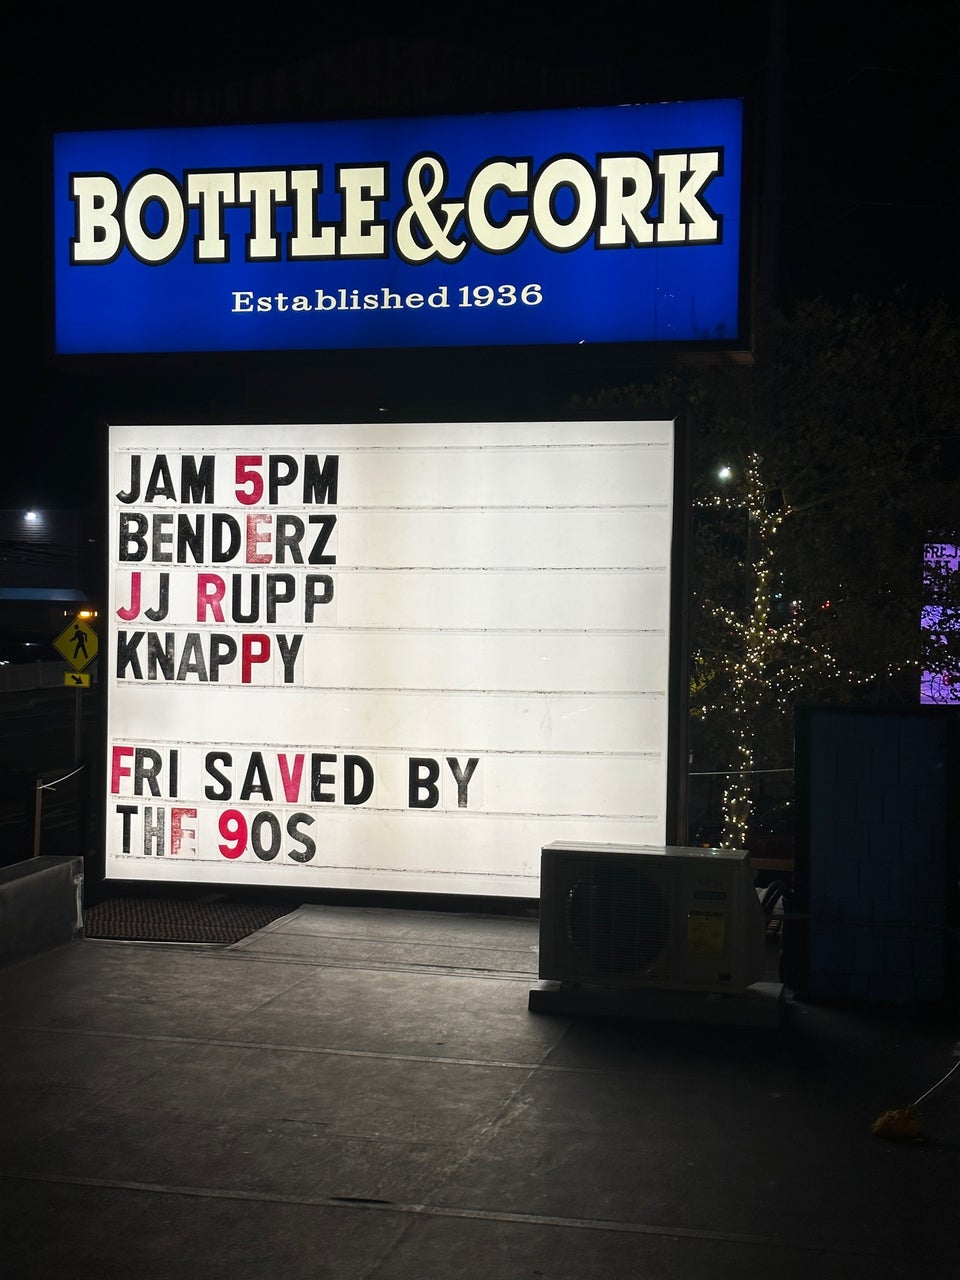 BOTTLE & CORK
Established 1936
JAM 5PM
BENDERZ
JJ RUPP
KNAPPY
FRI SAVED BY
THE 90S